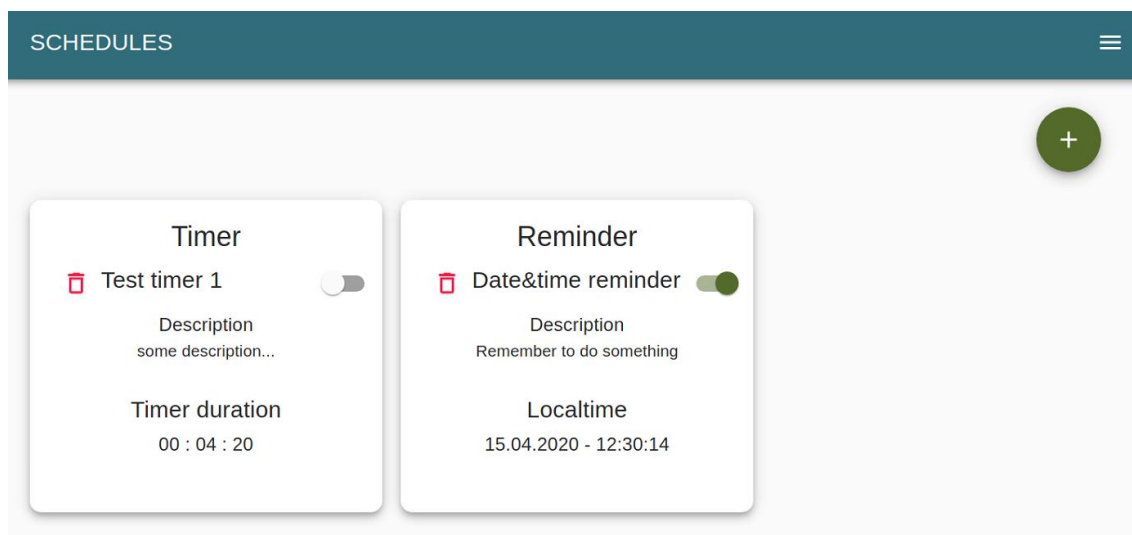 SCHEDULES
+
Timer
Test timer 1
Description
some description...
Timer duration
00 : 04 : 20
Reminder
Date&time reminder
Description
Remember to do something
Localtime
15.04.2020 - 12:30:14